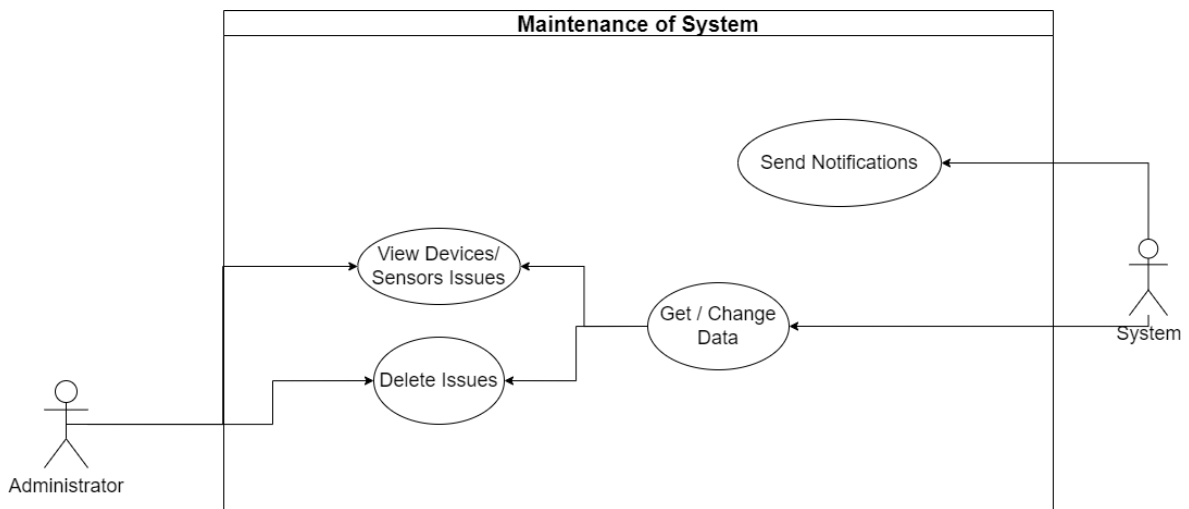 Maintenance of System
Send Notifications
View Devices/
Sensors Issues
Get / Change
Data
System
Delete Issues
Administrator